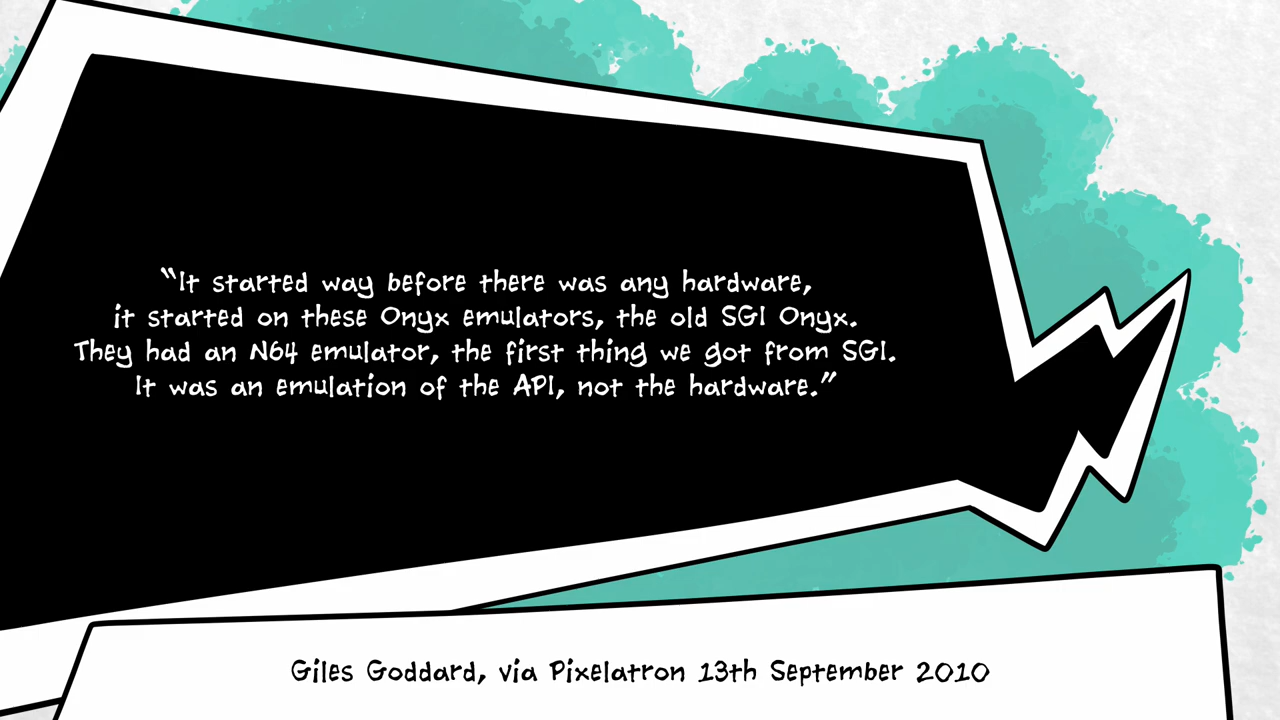 “It started way before there was any hardware,
it started on these Onyx emulators, the old SGI Onyx.
They had an N64 emulator, the first thing we got from SGI.
It was an emulation of the API, not the hardware.”
Giles Goddard, via Pixelatron 13th September 2010